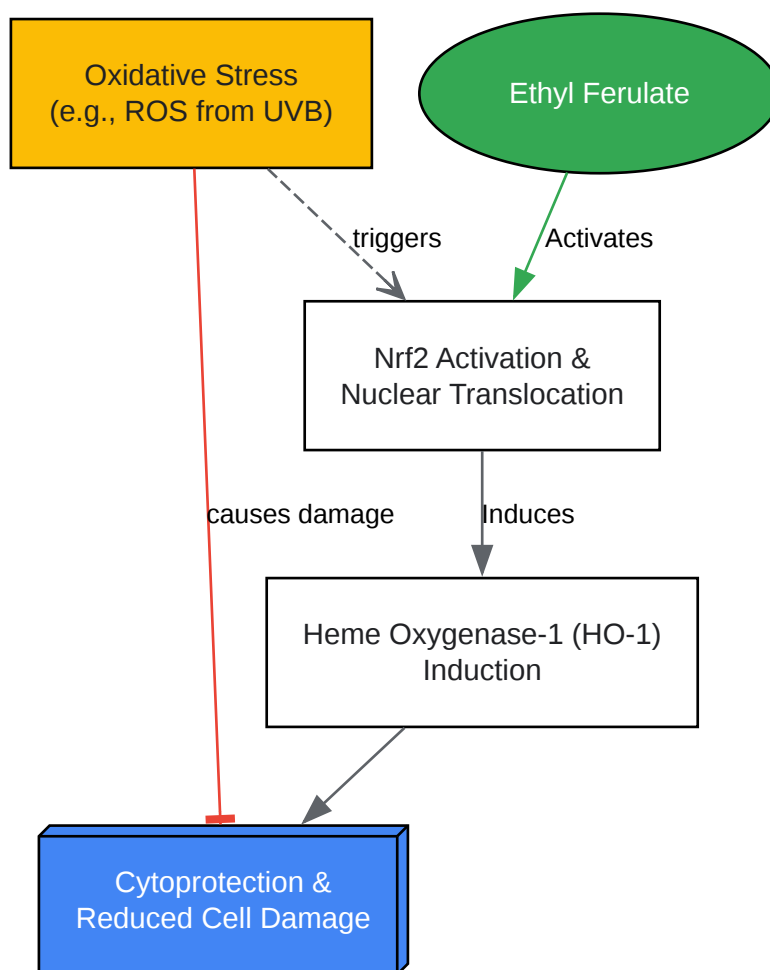 Oxidative Stress
(e.g., ROS from UVB)
Ethyl Ferulate
triggers
Activates
Nrf2 Activation &
Nuclear Translocation
causes damage
Induces
Heme Oxygenase-1 (HO-1)
Induction
Cytoprotection &
Reduced Cell Damage